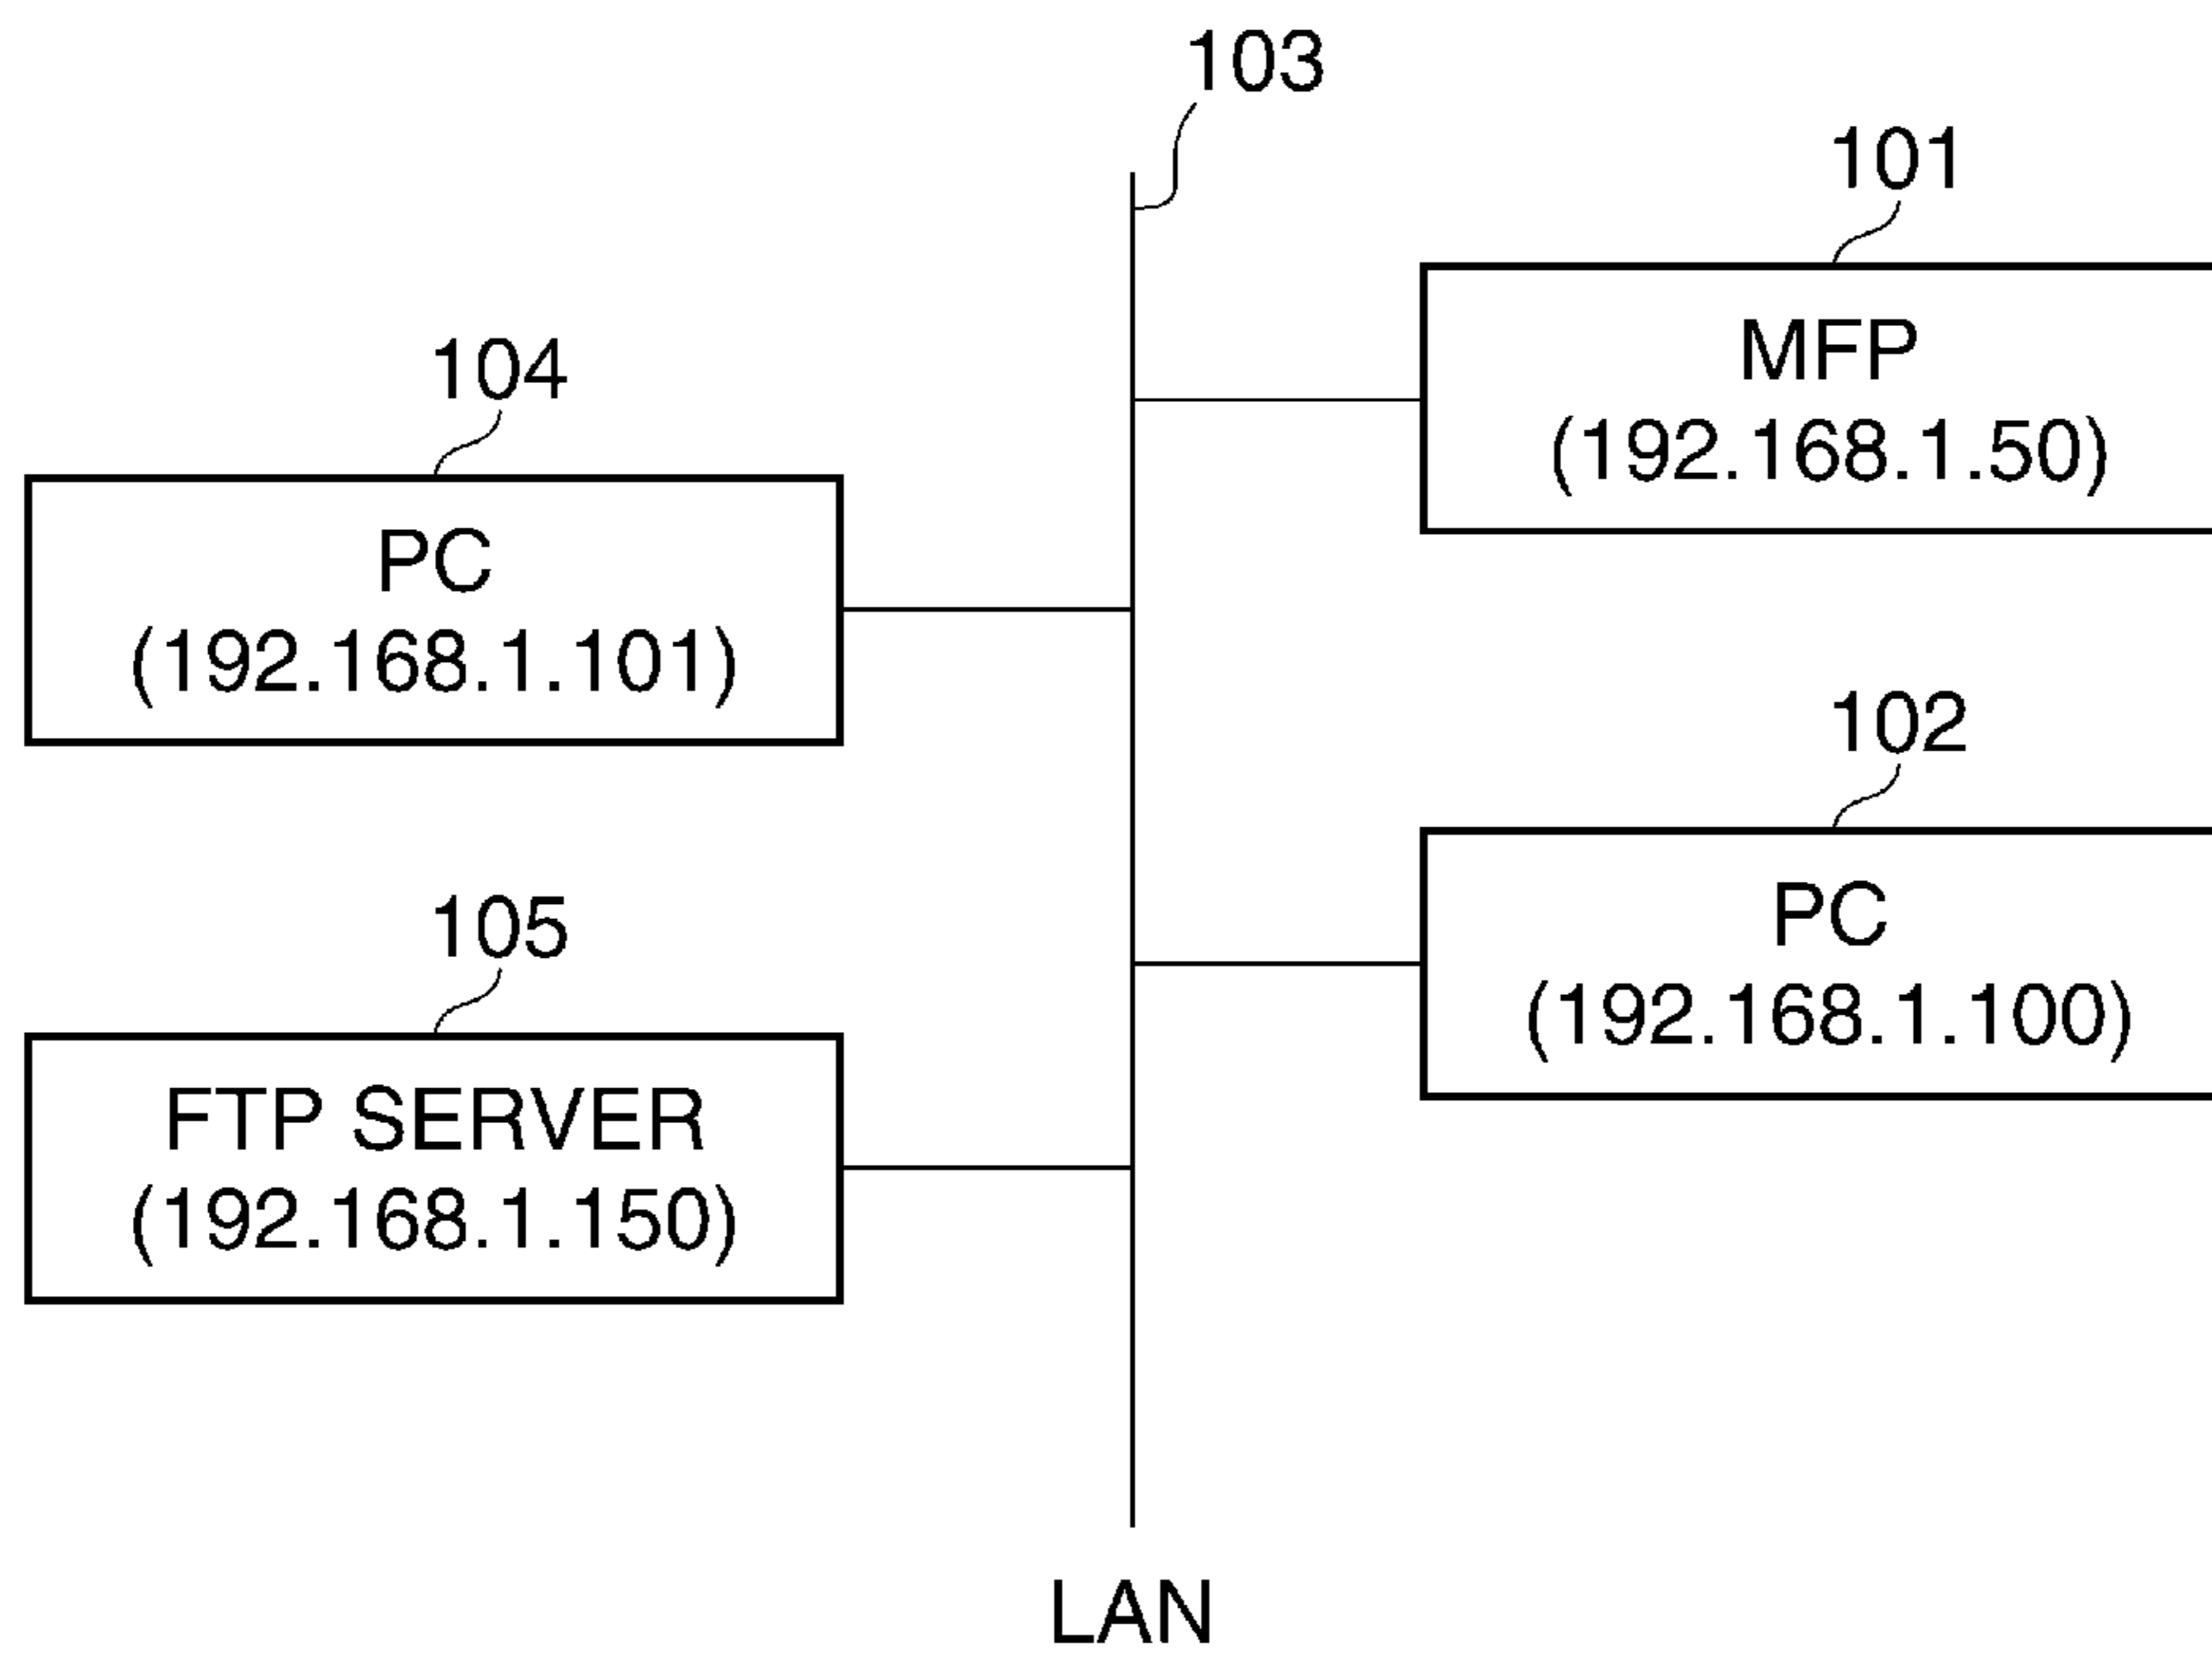 103
101
MFP
(192.168.1.50)
104
PC
(192.168.1.101)
102
PC
(192.168.1.100)
105
FTP SERVER
(192.168.1.150)
LAN